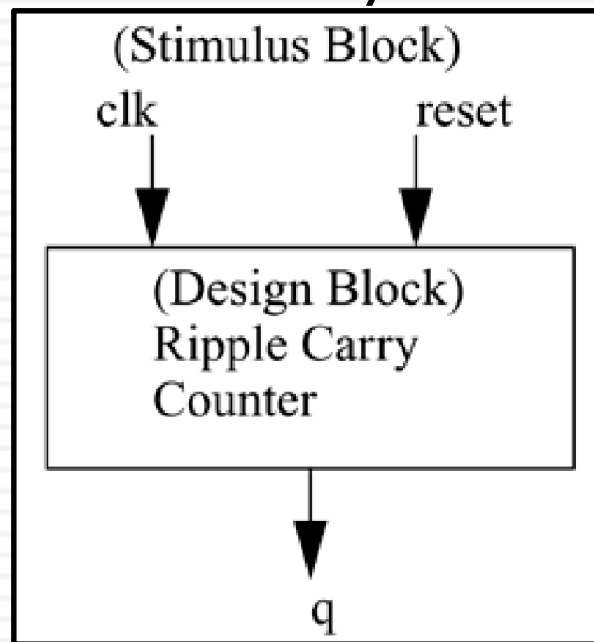 (Stimulus Block)
clk reset
(Design Block)
Ripple Carry
Counter
q